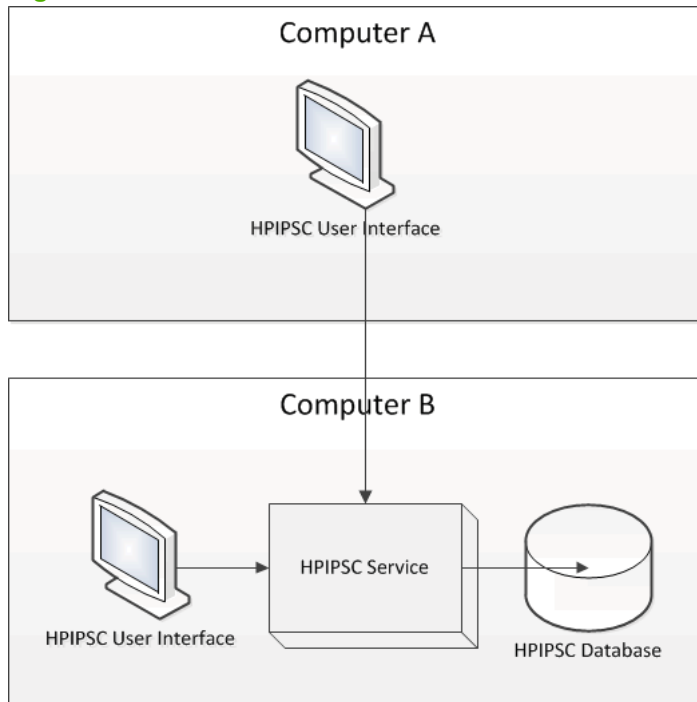 Computer A
HPIPSC User Interface
Computer B
HPIPSC Service
HPIPSC User Interface
HPIPSC Database